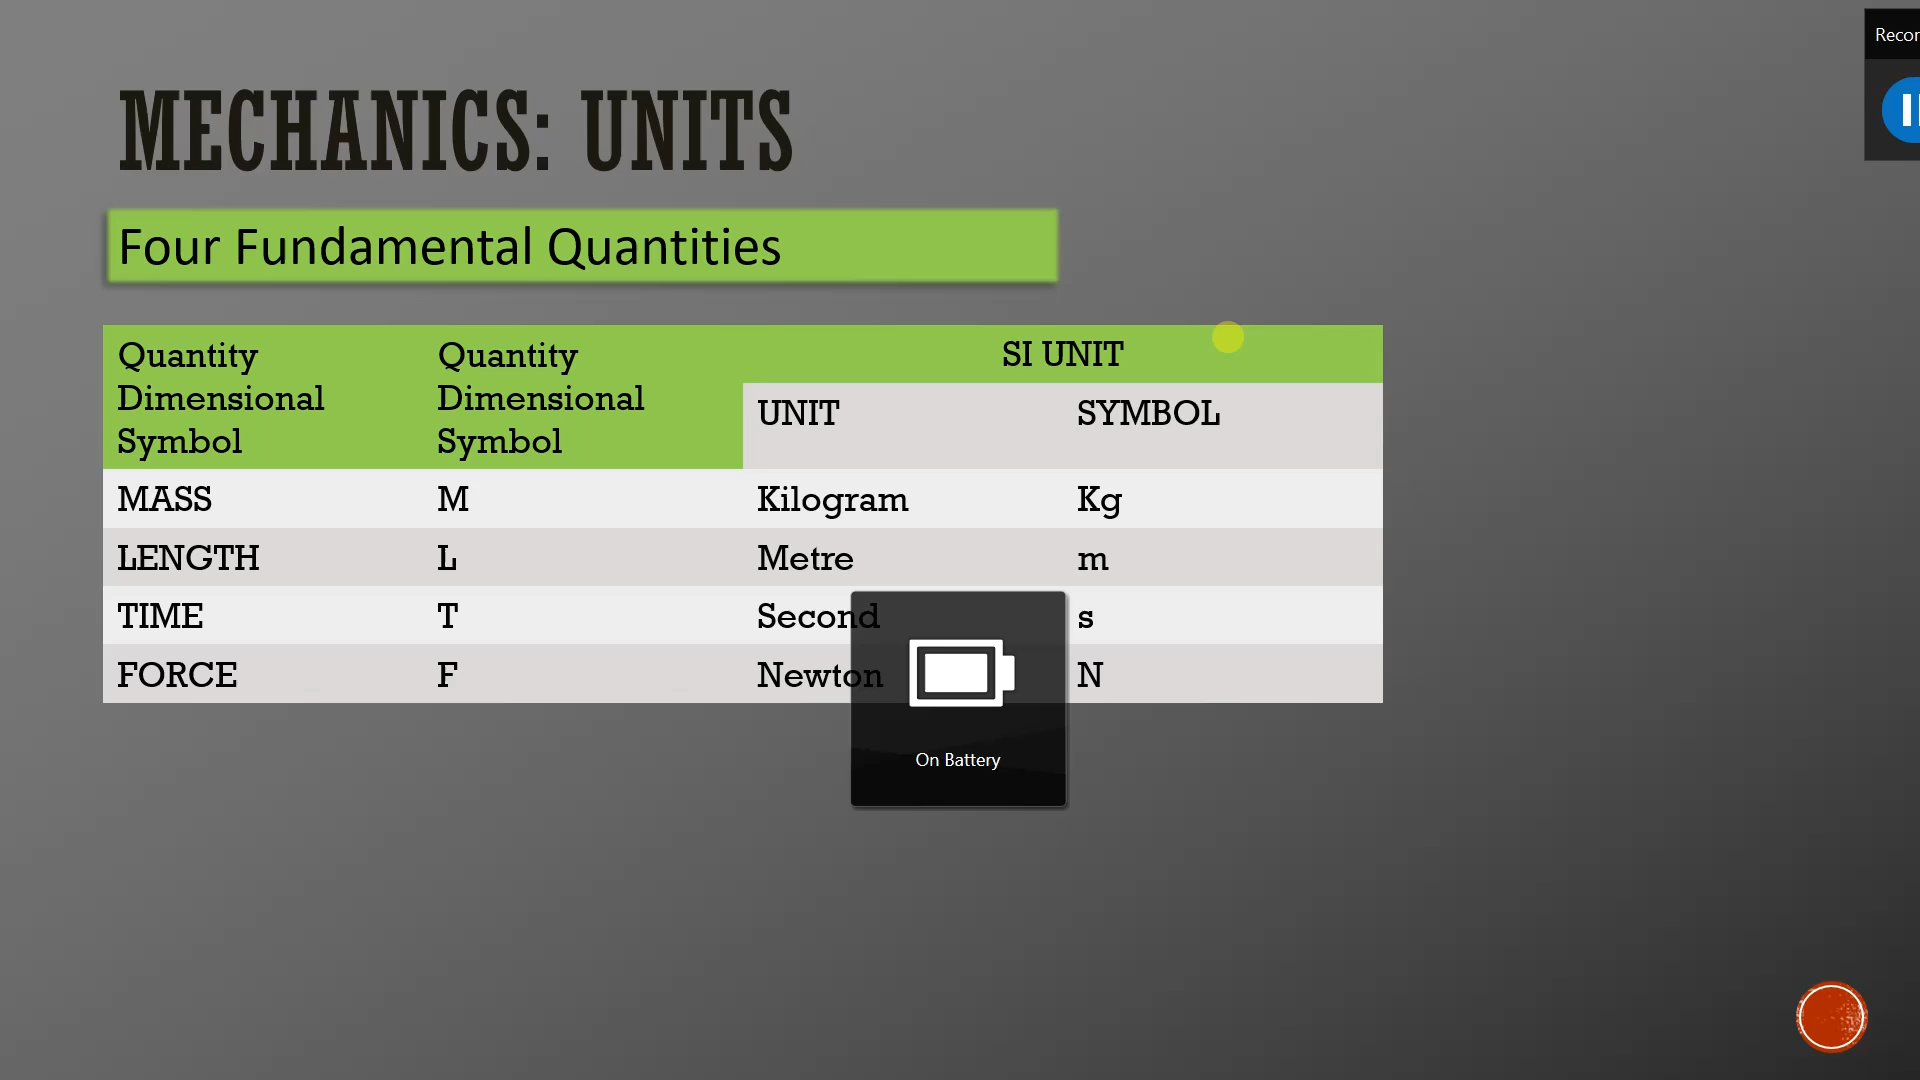 Recor
MECHANICS: UNITS
Four Fundamental Quantities
Quantity Dimensional Symbol Quantity Dimensional Symbol SI UNIT
UNIT SYMBOL
MASS M Kilogram Kg
LENGTH L Metre m
TIME T Second s
FORCE F Newton N
On Battery